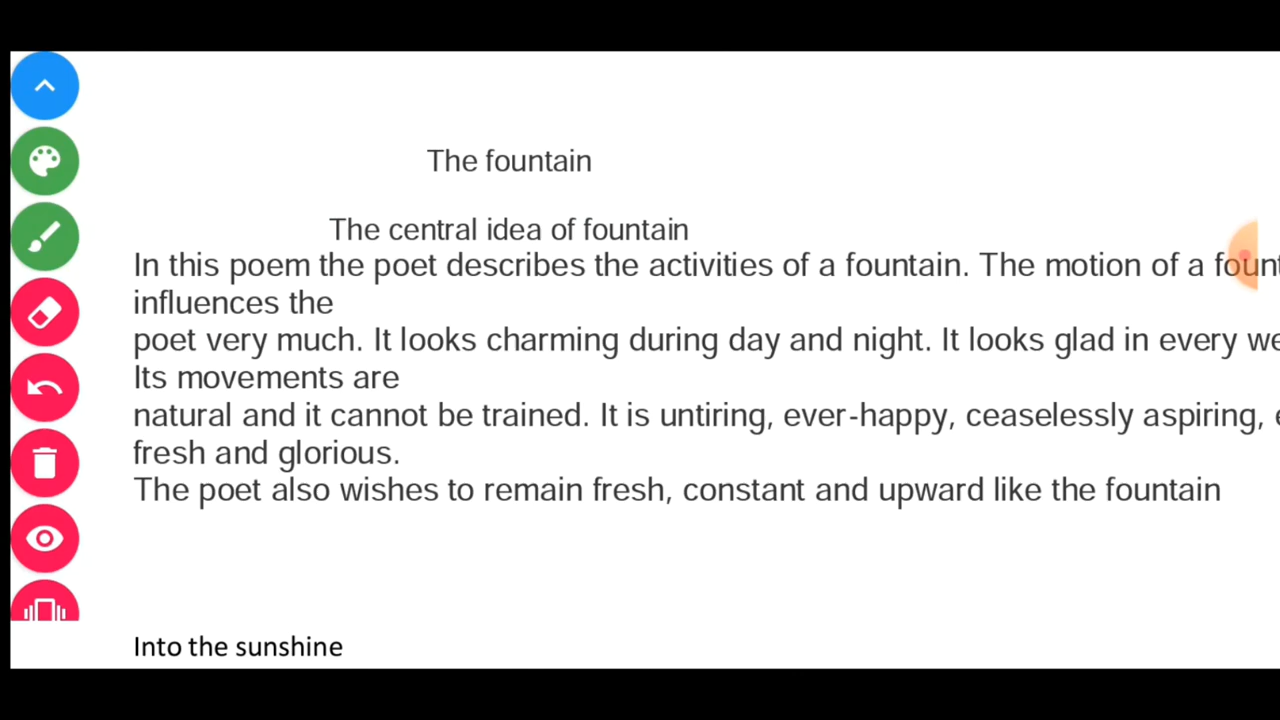 The fountain
The central idea of fountain
In this poem the poet describes the activities of a fountain. The motion of a
influences the
poet very much. It looks charming during day and night. It looks glad in every
Its movements are
natural and it cannot be trained. It is untiring, ever-happy, ceaselessly aspiring,
fresh and glorious.
The poet also wishes to remain fresh, constant and upward like the fountain
Into the sunshine